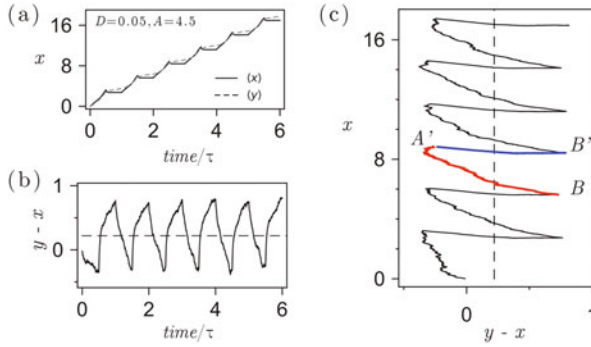 (a)
D=0.05, A=4.5
x
16
8
0
⟨x⟩
⟨y⟩
0 2 4 6
time/τ
(b)
1
y - x
0
0 2 4 6
time/τ
(c)
16
x
A' B'
8
B
0
0
y - x